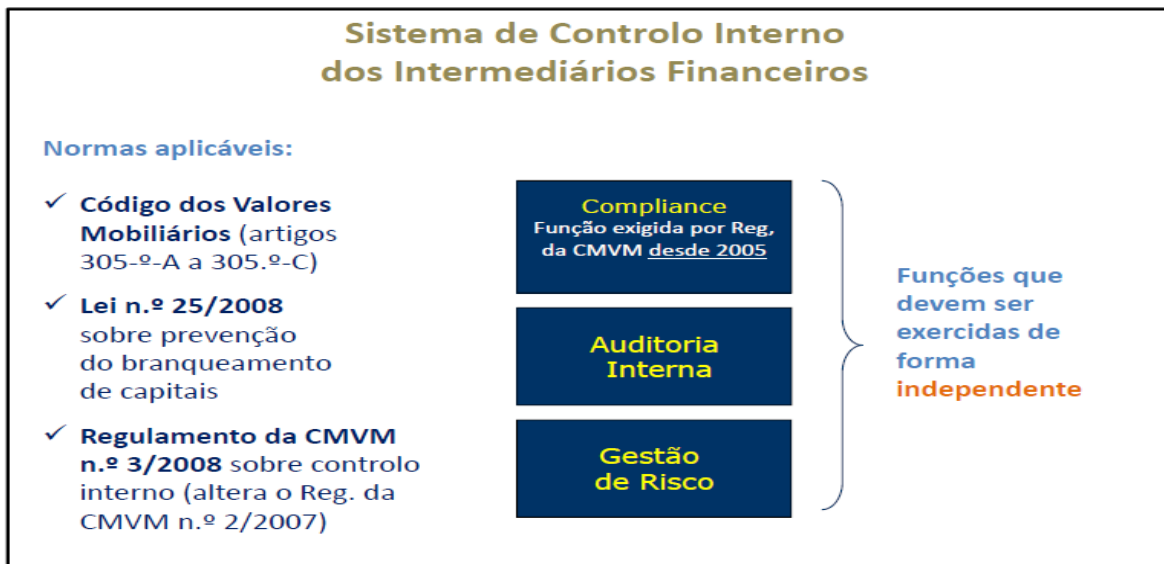 Sistema de Controlo Interno
dos Intermediários Financeiros
Normas aplicáveis:
✓ Código dos Valores
Mobiliários (artigos
305-º-A a 305.º-C)
✓ Lei n.º 25/2008
sobre prevenção
do branqueamento
de capitais
✓ Regulamento da CMVM
n.º 3/2008 sobre controlo
interno (altera o Reg. da
CMVM n.º 2/2007)
Compliance
Função exigida por Reg,
da CMVM desde 2005
Auditoria
Interna
Gestão
de Risco
Funções que
devem ser
exercidas de
forma
independente